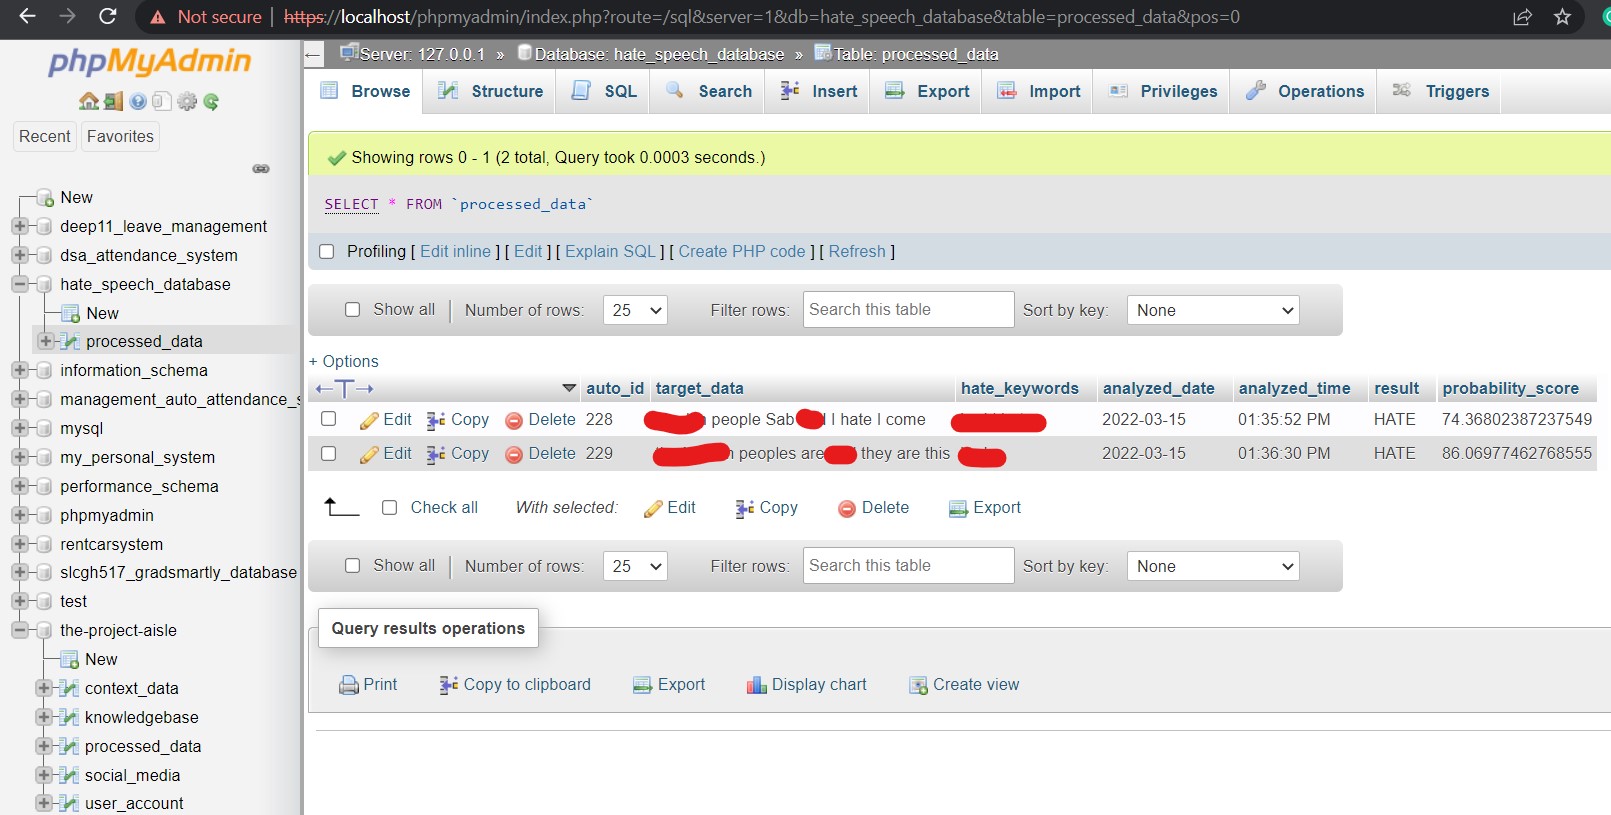 Not secure | https://localhost/phpmyadmin/index.php?route=/sql&server=1&db=hate_speech_database&table=processed_data&pos=0
phpMyAdmin
Recent Favorites
New
deep11_leave_management
dsa_attendance_system
hate_speech_database
New
processed_data
information_schema
management_auto_attendance_s
mysql
my_personal_system
performance_schema
phpmyadmin
rentcarsystem
slcgh517_gradsmartly_database
test
the-project-aisle
New
context_data
knowledgebase
processed_data
social_media
user_account
Server: 127.0.0.1 » Database: hate_speech_database » Table: processed_data
Browse Structure SQL Search Insert Export Import Privileges Operations Triggers
Showing rows 0 - 1 (2 total, Query took 0.0003 seconds.)
SELECT * FROM `processed_data`
Profiling [ Edit inline ] [ Edit ] [ Explain SQL ] [ Create PHP code ] [ Refresh ]
Show all | Number of rows: 25 Filter rows: Search this table Sort by key: None
+ Options
←T→ auto_id target_data hate_keywords analyzed_date analyzed_time result probability_score
Edit Copy Delete 228 people Sab I hate I come 2022-03-15 01:35:52 PM HATE 74.36802387237549
Edit Copy Delete 229 peoples are they are this 2022-03-15 01:36:30 PM HATE 86.06977462768555
Check all With selected: Edit Copy Delete Export
Show all | Number of rows: 25 Filter rows: Search this table Sort by key: None
Query results operations
Print Copy to clipboard Export Display chart Create view